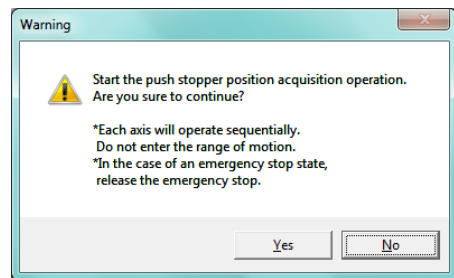 Warning
Start the push stopper position acquisition operation.
Are you sure to continue?
*Each axis will operate sequentially.
Do not enter the range of motion.
*In the case of an emergency stop state,
release the emergency stop.
Yes No